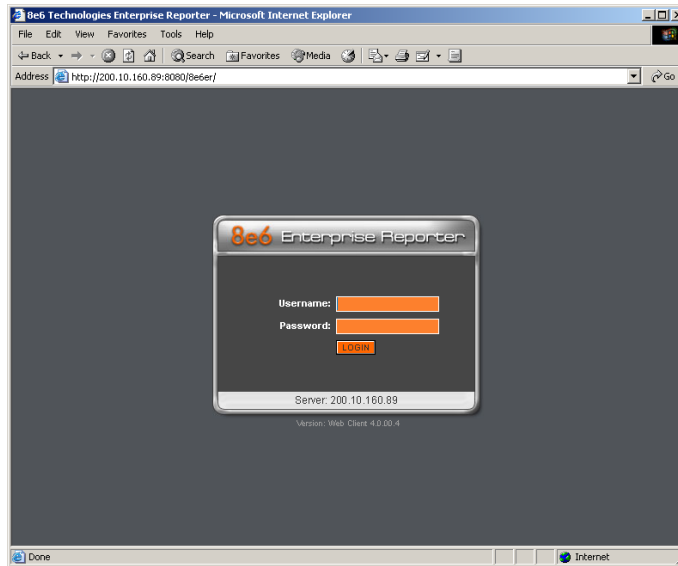 8e6 Technologies Enterprise Reporter - Microsoft Internet Explorer
File Edit View Favorites Tools Help
Back Search Favorites Media
Address http://200.10.160.89:8080/8e6er/ Go
8e6 Enterprise Reporter
Username:
Password:
LOGIN
Server: 200.10.160.89
Version: Web Client 4.0.00.4
Done Internet